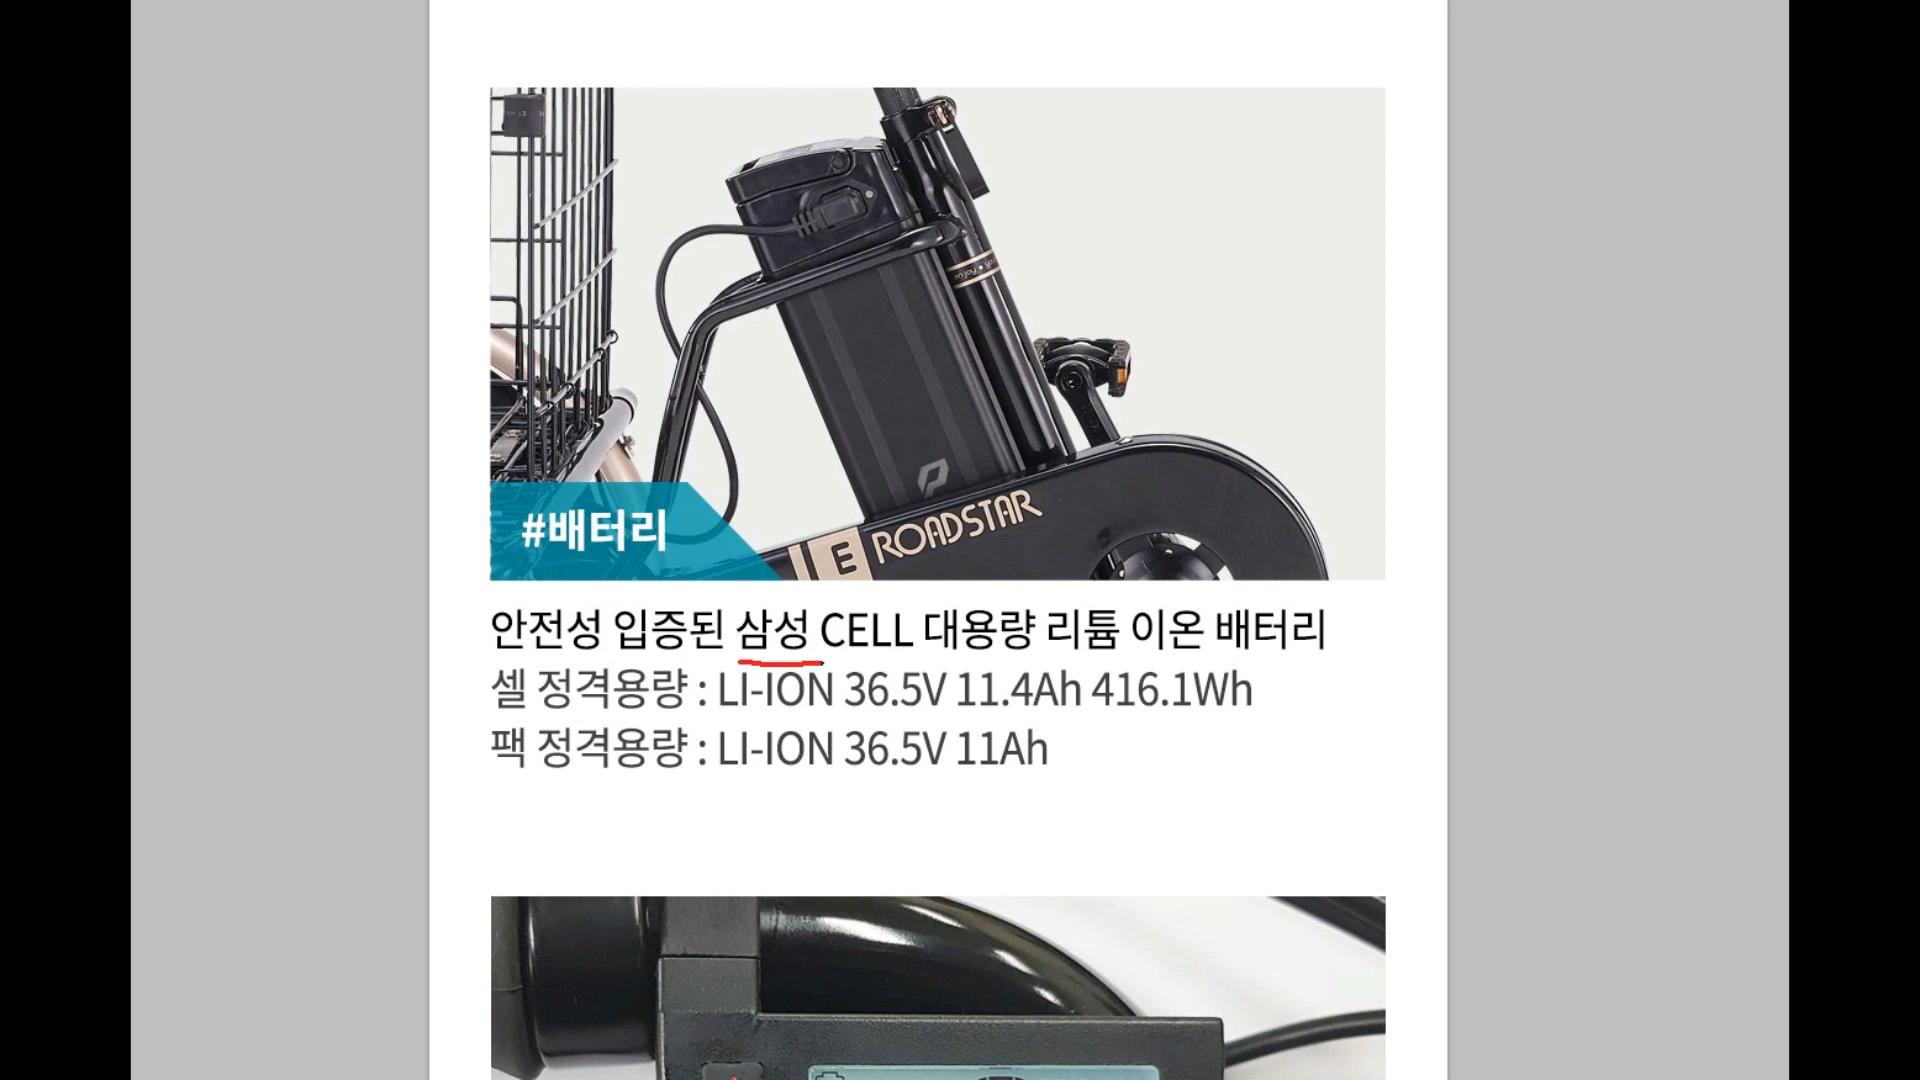 #배터리
E ROADSTAR
안전성 입증된 삼성 CELL 대용량 리튬 이온 배터리
셀 정격용량 : LI-ION 36.5V 11.4Ah 416.1Wh
팩 정격용량 : LI-ION 36.5V 11Ah